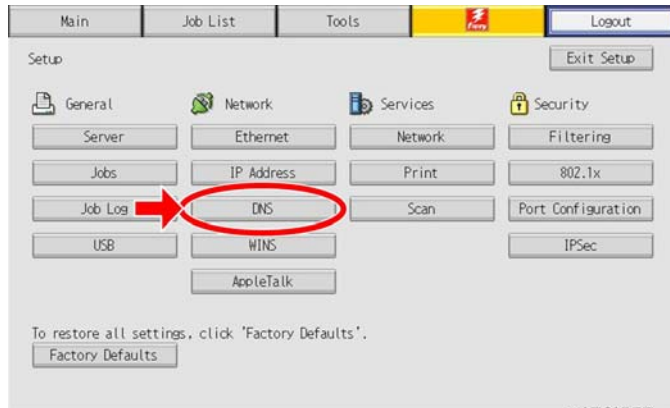 Main Job List Tools Fiery Logout
Setup Exit Setup
General Network Services Security
Server Ethernet Network Filtering
Jobs IP Address Print 802.1x
Job Log DNS Scan Port Configuration
USB WINS IPSec
AppleTalk
To restore all settings, click 'Factory Defaults'.
Factory Defaults